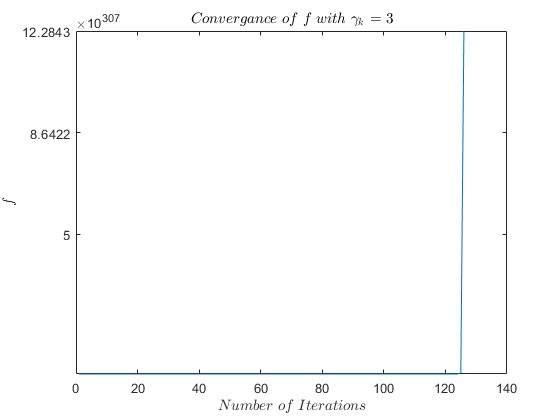 Convergance of f with γk = 3
×10^307
12.2843
8.6422
5
f
0 20 40 60 80 100 120 140
Number of Iterations